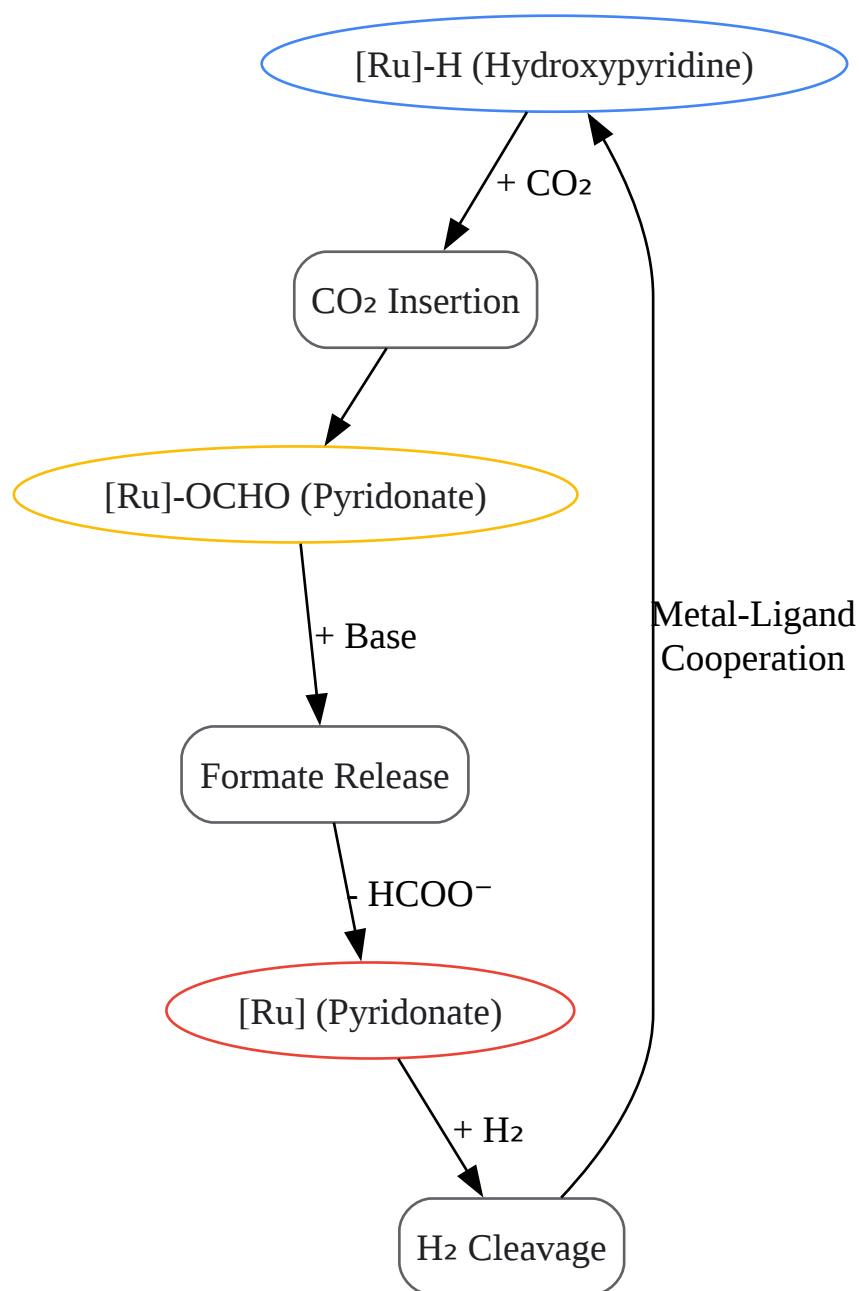 [Ru]-H (Hydroxypyridine)
+ CO₂
CO₂ Insertion
[Ru]-OCHO (Pyridonate)
+ Base
Metal-Ligand
Cooperation
Formate Release
- HCOO⁻
[Ru] (Pyridonate)
+ H₂
H₂ Cleavage